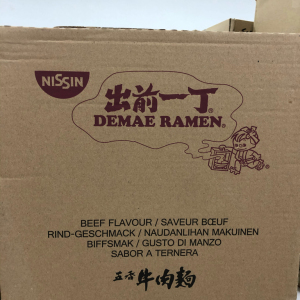 NISSIN
出前一丁®
DEMAE RAMEN®
BEEF FLAVOUR / SAVEUR BŒUF
RIND-GESCHMACK / NAUDANLIHAN MAKUINEN
BIFFSMAK / GUSTO DI MANZO
SABOR A TERNERA
五香牛肉麵